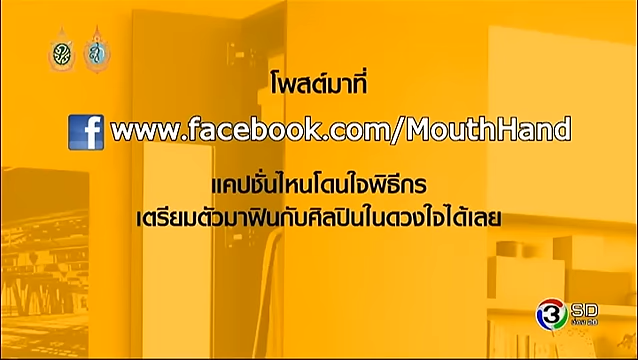 โพสต์มาที่
www.facebook.com/MouthHand
แคปชั่นไหนโดนใจพิธีกร
เตรียมตัวมาฟินกับศิลปินในดวงใจได้เลย
3 SD